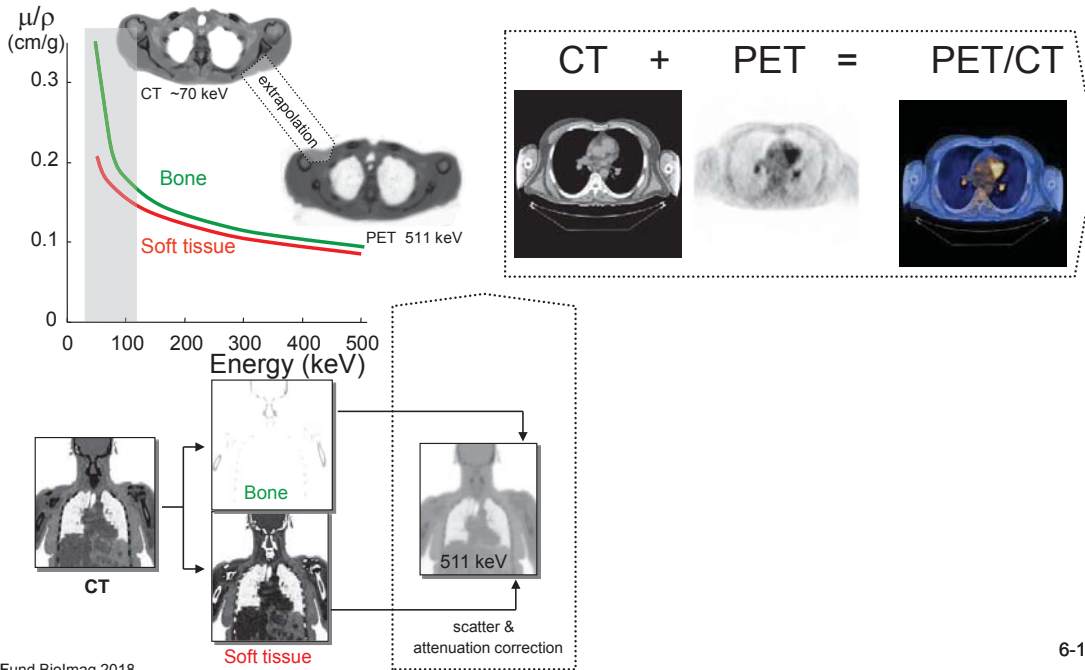 μ/ρ
(cm/g)
0.3
0.2
0.1
0
0 100 200 300 400 500
Energy (keV)
CT ~70 keV
extrapolation
PET 511 keV
Bone
Soft tissue
CT + PET = PET/CT
CT
Bone
Soft tissue
511 keV
scatter &
attenuation correction
Fund BioImag 2018
6-1